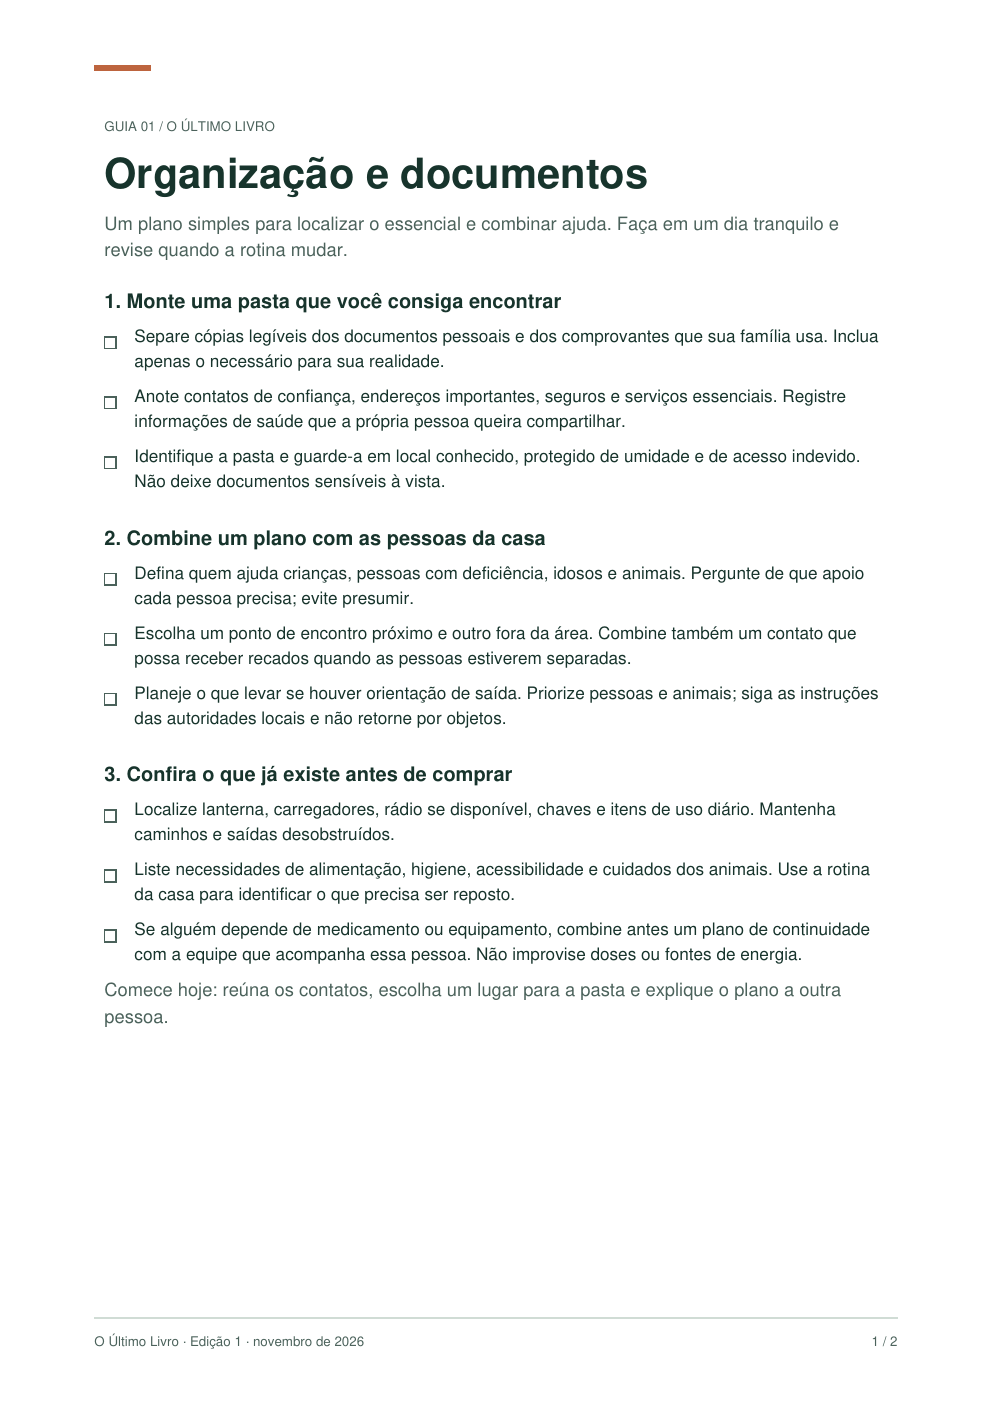 GUIA 01 / O ÚLTIMO LIVRO
Organização e documentos
Um plano simples para localizar o essencial e combinar ajuda. Faça em um dia tranquilo e
revise quando a rotina mudar.
1. Monte uma pasta que você consiga encontrar
Separe cópias legíveis dos documentos pessoais e dos comprovantes que sua família usa. Inclua
apenas o necessário para sua realidade.
Anote contatos de confiança, endereços importantes, seguros e serviços essenciais. Registre
informações de saúde que a própria pessoa queira compartilhar.
Identifique a pasta e guarde-a em local conhecido, protegido de umidade e de acesso indevido.
Não deixe documentos sensíveis à vista.
2. Combine um plano com as pessoas da casa
Defina quem ajuda crianças, pessoas com deficiência, idosos e animais. Pergunte de que apoio
cada pessoa precisa; evite presumir.
Escolha um ponto de encontro próximo e outro fora da área. Combine também um contato que
possa receber recados quando as pessoas estiverem separadas.
Planeje o que levar se houver orientação de saída. Priorize pessoas e animais; siga as instruções
das autoridades locais e não retorne por objetos.
3. Confira o que já existe antes de comprar
Localize lanterna, carregadores, rádio se disponível, chaves e itens de uso diário. Mantenha
caminhos e saídas desobstruídos.
Liste necessidades de alimentação, higiene, acessibilidade e cuidados dos animais. Use a rotina
da casa para identificar o que precisa ser reposto.
Se alguém depende de medicamento ou equipamento, combine antes um plano de continuidade
com a equipe que acompanha essa pessoa. Não improvise doses ou fontes de energia.
Comece hoje: reúna os contatos, escolha um lugar para a pasta e explique o plano a outra
pessoa.
O Último Livro · Edição 1 · novembro de 2026
1 / 2